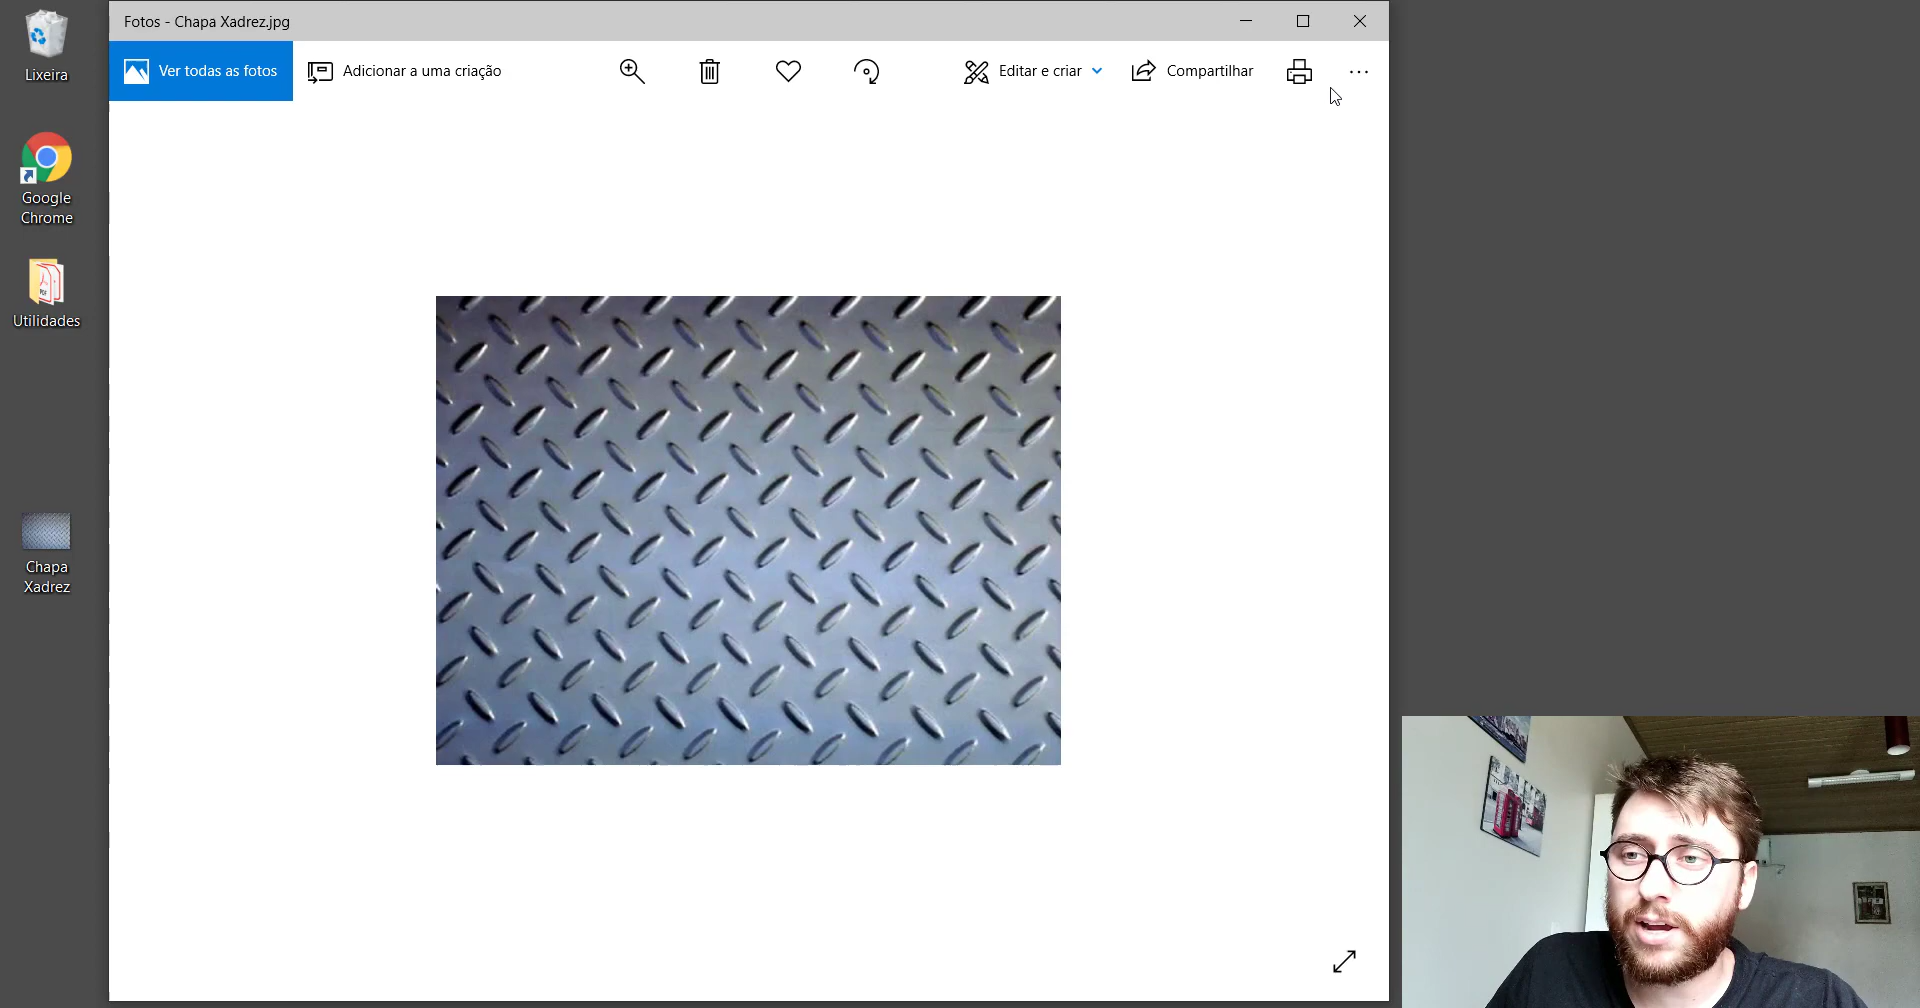 Lixeira
Google
Chrome
Utilidades
Chapa
Xadrez
Fotos - Chapa Xadrez.jpg
Ver todas as fotos
Adicionar a uma criação
Editar e criar
Compartilhar